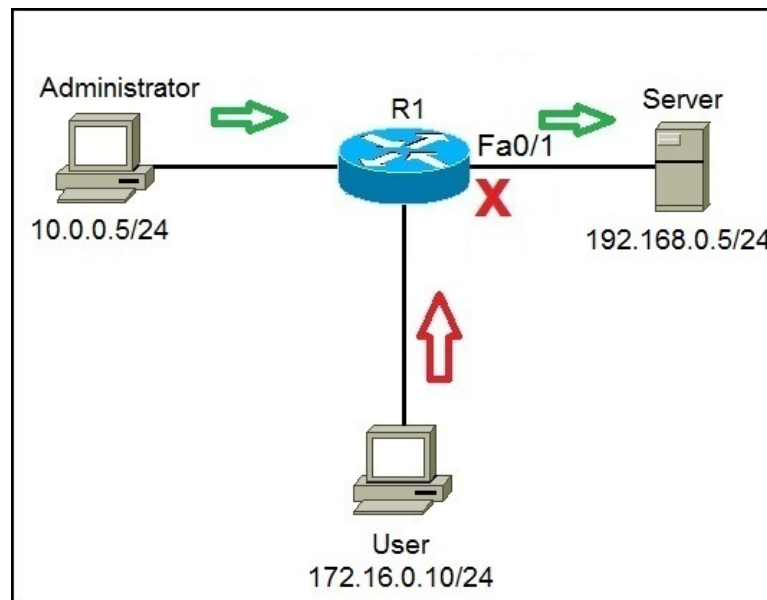 Administrator
R1
Server
Fa0/1
X
10.0.0.5/24
192.168.0.5/24
User
172.16.0.10/24